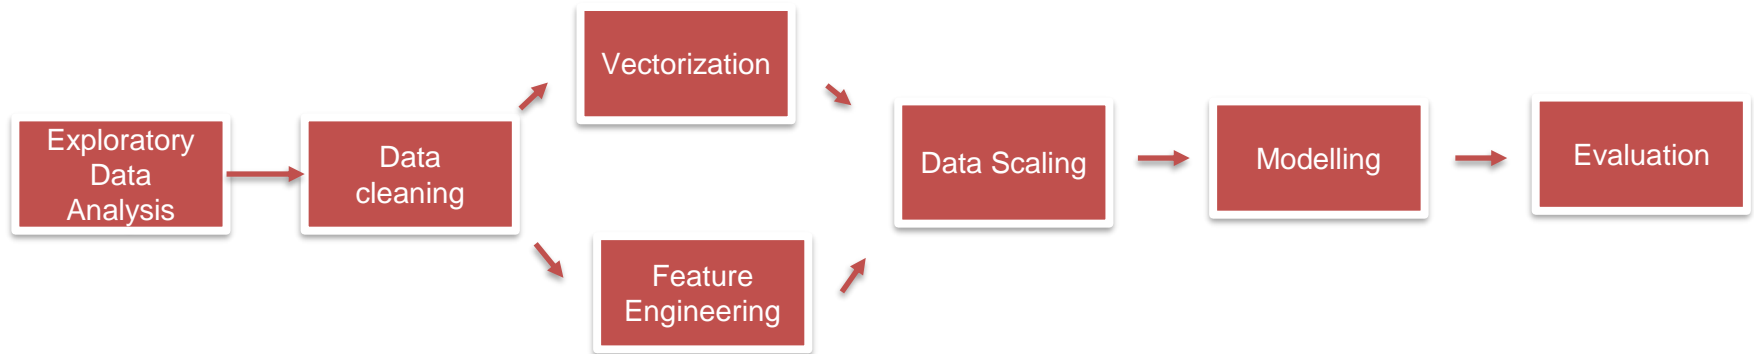 Exploratory
Data
Analysis
Data
cleaning
Vectorization
Feature
Engineering
Data Scaling
Modelling
Evaluation